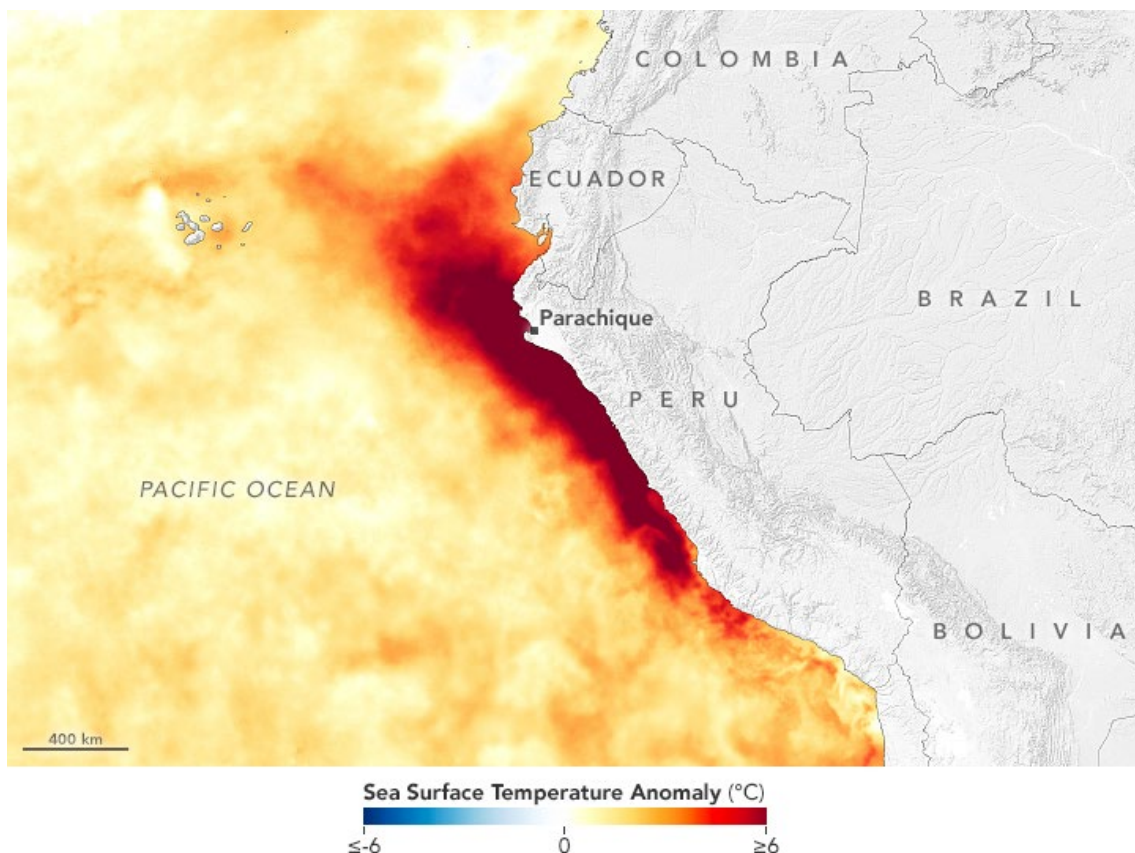 COLOMBIA
ECUADOR
BRAZIL
Parachique
PERU
PACIFIC OCEAN
BOLIVIA
400 km
Sea Surface Temperature Anomaly (°C)
≤-6 0 ≥6